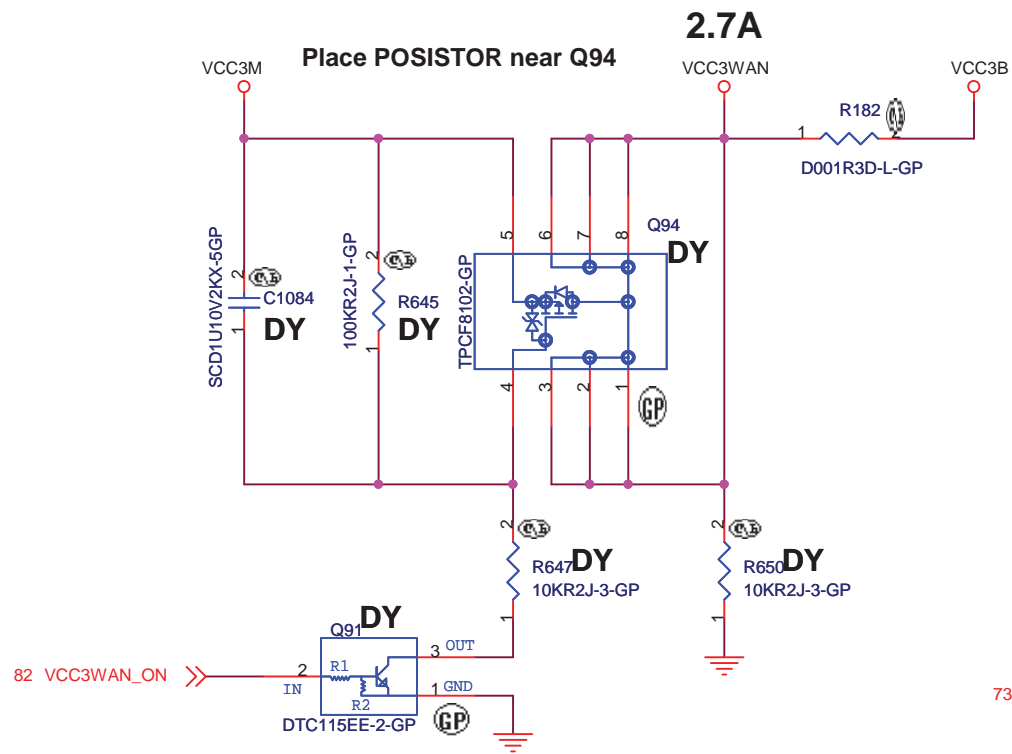 2.7A
Place POSISTOR near Q94
VCC3M
VCC3WAN
VCC3B
R182
1
2
D001R3D-L-GP
5
6
7
8
Q94
DY
TPCF8102-GP
SCD1U10V2KX-5GP
2
C1084
DY
1
100KR2J-1-GP
2
R645
DY
1
4
3
2
1
GP
2
R647
DY
10KR2J-3-GP
1
2
R650
DY
10KR2J-3-GP
1
Q91
DY
3
OUT
82 VCC3WAN_ON
2
IN
R1
R2
1
GND
DTC115EE-2-GP
GP
73